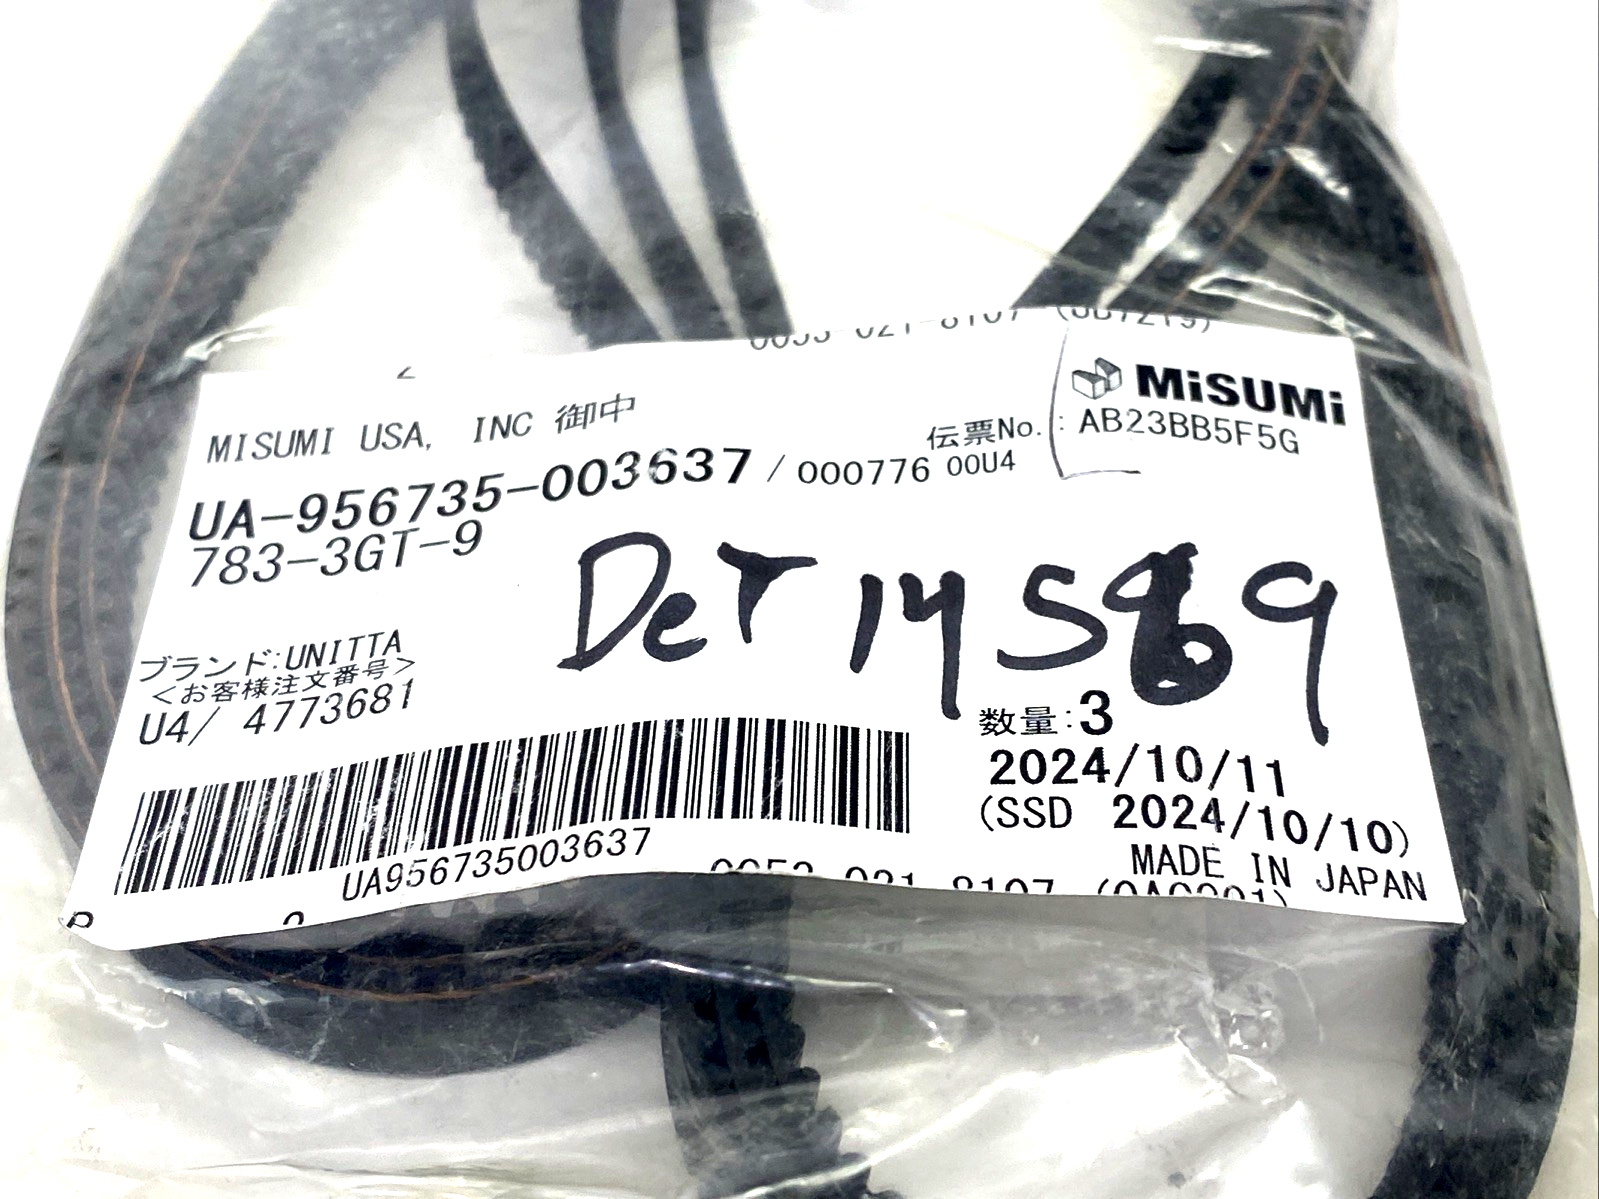 MiSUMi
MISUMI USA, INC 御中
伝票No.: AB23BB5F5G
UA-956735-003637 / 000776 00U4
783-3GT-9
DeT 14589
ブランド:UNITTA
<お客様注文番号>
U4/ 4773681
数量:3
2024/10/11
(SSD 2024/10/10)
MADE IN JAPAN
UA956735003637